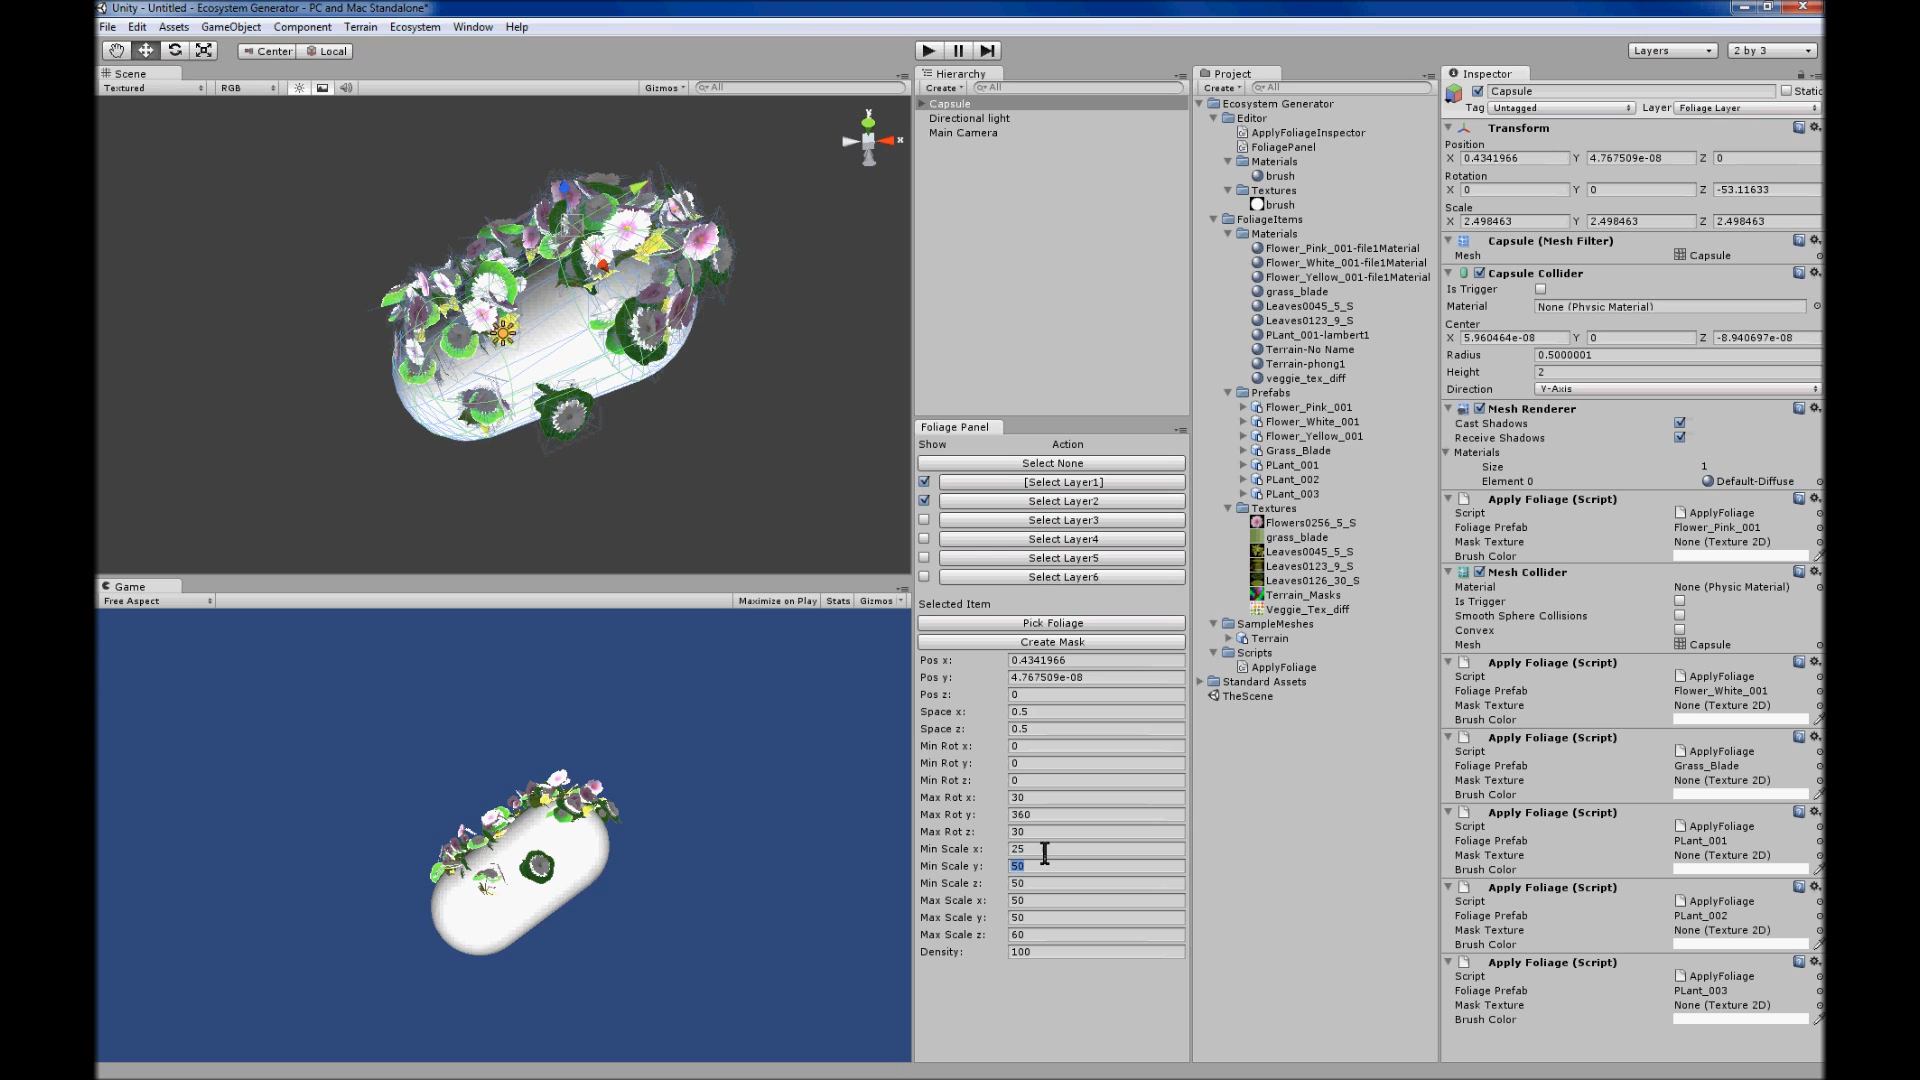 Unity - Untitled - Ecosystem Generator - PC and Mac Standalone*
File Edit Assets GameObject Component Terrain Ecosystem Window Help
Center Local
Layers 2 by 3
Scene
Textured RGB Gizmos All
Game
Free Aspect Maximize on Play Stats Gizmos
Hierarchy
Create All
Capsule
Directional light
Main Camera
Foliage Panel
Show Action
Select None
[Select Layer1]
Select Layer2
Select Layer3
Select Layer4
Select Layer5
Select Layer6
Selected Item
Pick Foliage
Create Mask
Pos x: 0.4341966
Pos y: 4.767509e-08
Pos z: 0
Space x: 0.5
Space z: 0.5
Min Rot x: 0
Min Rot y: 0
Min Rot z: 0
Max Rot x: 30
Max Rot y: 360
Max Rot z: 30
Min Scale x: 25
Min Scale y: 50
Min Scale z: 50
Max Scale x: 50
Max Scale y: 50
Max Scale z: 60
Density: 100
Project
Create All
Ecosystem Generator
Editor
ApplyFoliageInspector
FoliagePanel
Materials
brush
Textures
brush
FoliageItems
Materials
Flower_Pink_001-file1Material
Flower_White_001-file1Material
Flower_Yellow_001-file1Material
grass_blade
Leaves0045_5_S
Leaves0123_9_S
PLant_001-lambert1
Terrain-No Name
Terrain-phong1
veggie_tex_diff
Prefabs
Flower_Pink_001
Flower_White_001
Flower_Yellow_001
Grass_Blade
PLant_001
PLant_002
PLant_003
Textures
Flowers0256_5_S
grass_blade
Leaves0045_5_S
Leaves0123_9_S
Leaves0126_30_S
Terrain_Masks
Veggie_Tex_diff
SampleMeshes
Terrain
Scripts
ApplyFoliage
Standard Assets
TheScene
Inspector
Capsule Static
Tag Untagged Layer Foliage Layer
Transform
Position
X 0.4341966 Y 4.767509e-08 Z 0
Rotation
X 0 Y 0 Z -53.11633
Scale
X 2.498463 Y 2.498463 Z 2.498463
Capsule (Mesh Filter)
Mesh Capsule
Capsule Collider
Is Trigger
Material None (Physic Material)
Center
X 5.960464e-08 Y 0 Z -8.940697e-08
Radius 0.5000001
Height 2
Direction Y-Axis
Mesh Renderer
Cast Shadows
Receive Shadows
Materials
Size 1
Element 0 Default-Diffuse
Apply Foliage (Script)
Script ApplyFoliage
Foliage Prefab Flower_Pink_001
Mask Texture None (Texture 2D)
Brush Color
Mesh Collider
Material None (Physic Material)
Is Trigger
Smooth Sphere Collisions
Convex
Mesh Capsule
Apply Foliage (Script)
Script ApplyFoliage
Foliage Prefab Flower_White_001
Mask Texture None (Texture 2D)
Brush Color
Apply Foliage (Script)
Script ApplyFoliage
Foliage Prefab Grass_Blade
Mask Texture None (Texture 2D)
Brush Color
Apply Foliage (Script)
Script ApplyFoliage
Foliage Prefab PLant_001
Mask Texture None (Texture 2D)
Brush Color
Apply Foliage (Script)
Script ApplyFoliage
Foliage Prefab PLant_002
Mask Texture None (Texture 2D)
Brush Color
Apply Foliage (Script)
Script ApplyFoliage
Foliage Prefab PLant_003
Mask Texture None (Texture 2D)
Brush Color